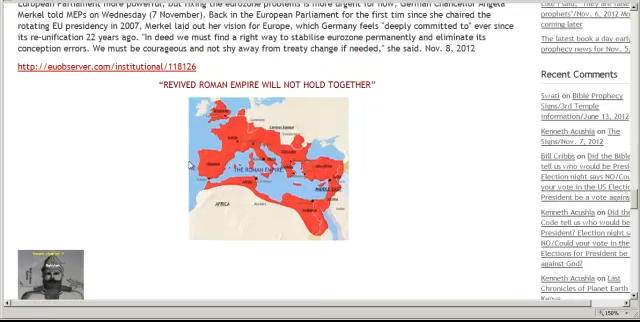 European Parliament more powerful, but fixing the eurozone problems is more urgent for now, German Chancellor Angela
Merkel told MEPs on Wednesday (7 November). Back in the European Parliament for the first tim since she chaired the
rotating EU presidency in 2007, Merkel laid out her vision for Europe, which Germany feels "deeply committed to" ever since
its re-unification 22 years ago. "In deed we must find a right way to stabilise eurozone permanently and eliminate its
conception errors. We must be courageous and not shy away from treaty change if needed," she said. Nov. 8, 2012
http://euobserver.com/institutional/118126
“REVIVED ROMAN EMPIRE WILL NOT HOLD TOGETHER”
THE ROMAN EMPIRE
MIDDLE EAST
AFRICA
prophets"/Nov. 6, 2012 Mo
coming later
The latest book a day early
prophecy news for Nov. 5,
Recent Comments
Swati on Bible Prophecy
Signs/3rd Temple
Information/June 13, 2012
Kenneth Acushla on The
Signs/Nov. 7, 2012
Bill Cribbs on Did the Bible
tell us who would be Presid
Election night says NO/Cou
your vote in the US Electio
President be a vote agains
Kenneth Acushla on Did the
Code tell us who would be
President? Election night s
NO/Could your vote in the
Elections for President be
against God?
Kenneth Acushla on Last
Chronicles of Planet Earth
150%